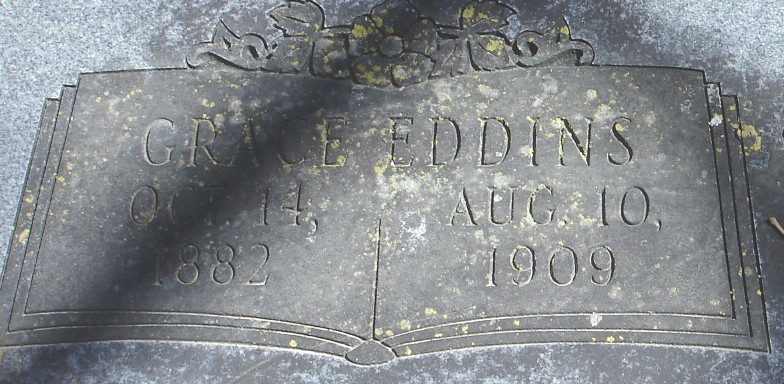 GRACE EDDINS
OCT 14, AUG. 10,
1882 1909